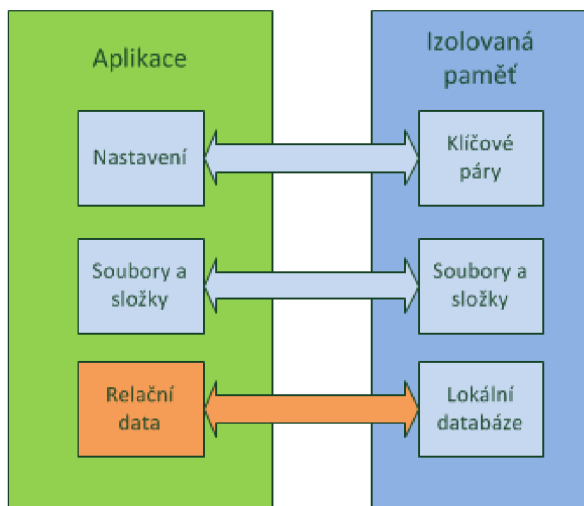 Aplikace
Izolovaná
paměť
Nastavení
Klíčové
páry
Soubory a
složky
Soubory a
složky
Relační
data
Lokální
databáze